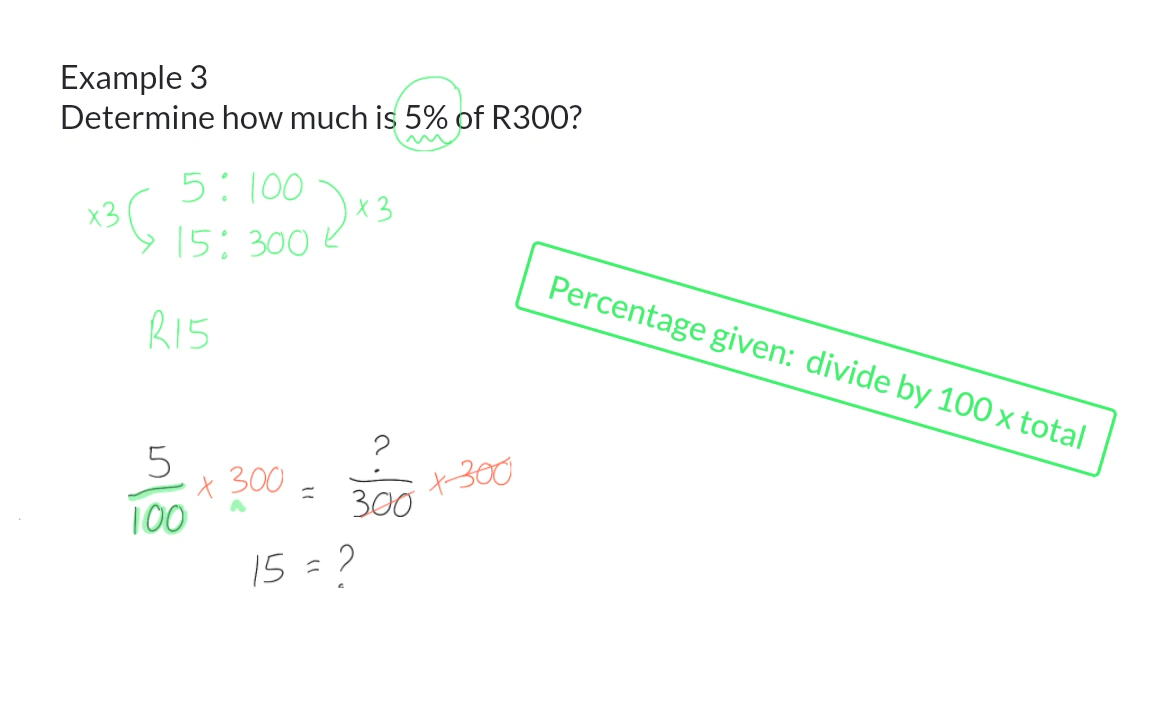 Example 3
Determine how much is 5% of R300?
5 : 100
x3
x 3
15 : 300
R15
Percentage given: divide by 100 x total
5/100 x 300 = ?/300 x 300
15 = ?